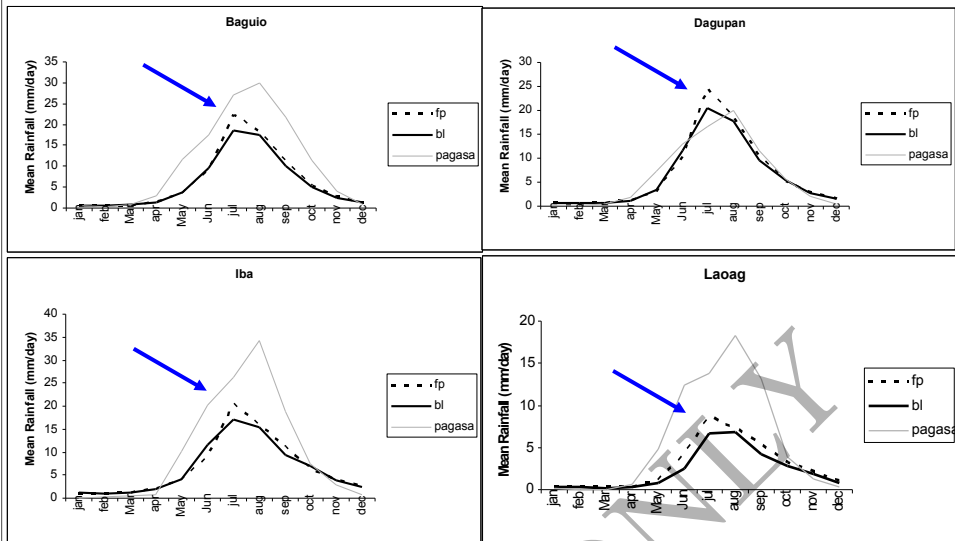 Baguio
Mean Rainfall (mm/day)
35
30
25
20
15
10
5
0
jan
feb
Mar
apr
May
Jun
jul
aug
sep
oct
nov
dec
fp
bl
pagasa
Dagupan
Mean Rainfall (mm/day)
30
25
20
15
10
5
0
jan
feb
Mar
apr
May
Jun
jul
aug
sep
oct
nov
dec
fp
bl
pagasa
Iba
Mean Rainfall (mm/day)
40
35
30
25
20
15
10
5
0
jan
feb
Mar
apr
May
Jun
jul
aug
sep
oct
nov
dec
fp
bl
pagasa
Laoag
Mean Rainfall (mm/day)
20
15
10
5
0
jan
feb
Mar
apr
May
Jun
jul
aug
sep
oct
nov
dec
fp
bl
pagasa